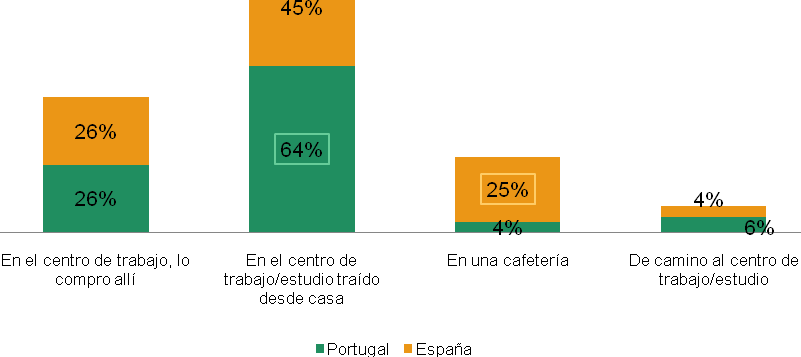 45%
26%
64%
26%
25%
4%
4%
6%
En el centro de trabajo, lo
compro allí
En el centro de
trabajo/estudio traído
desde casa
En una cafetería
De camino al centro de
trabajo/estudio
Portugal
España